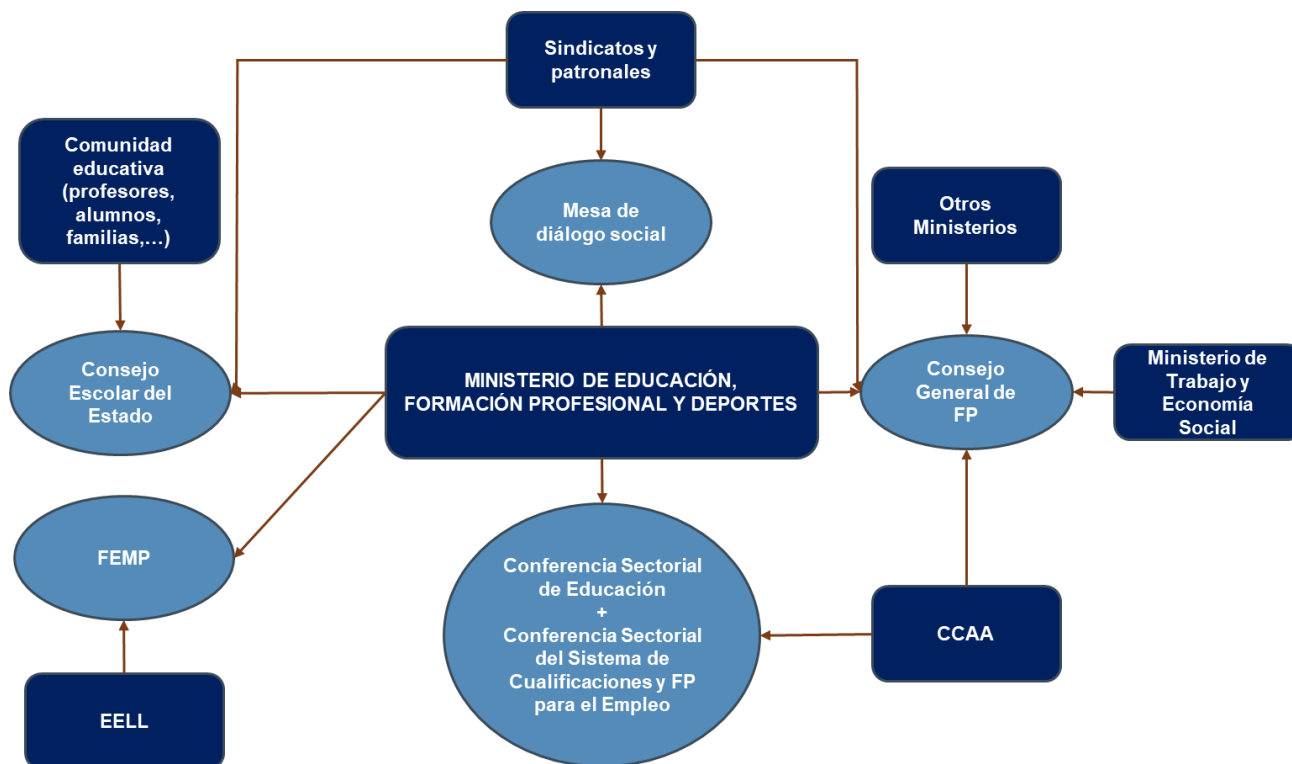 Sindicatos y
patronales
Comunidad
educativa
(profesores,
alumnos,
familias,...)
Mesa de
diálogo social
Otros
Ministerios
Consejo
Escolar del
Estado
MINISTERIO DE EDUCACIÓN,
FORMACIÓN PROFESIONAL Y DEPORTES
Consejo
General de
FP
Ministerio de
Trabajo y
Economía
Social
FEMP
Conferencia Sectorial
de Educación
+
Conferencia Sectorial
del Sistema de
Cualificaciones y FP
para el Empleo
CCAA
EELL